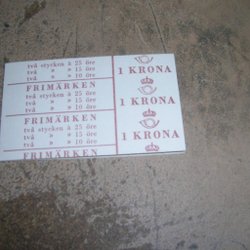 två stycken à 25 öre
två » » 15 öre
två » » 10 öre
FRIMÄRKEN
två stycken à 25 öre
två » » 15 öre
två » » 10 öre
FRIMÄRKEN
två stycken à 25 öre
två » » 15 öre
två » » 10 öre
FRIMÄRKEN
1 KRONA
1 KRONA
1 KRONA